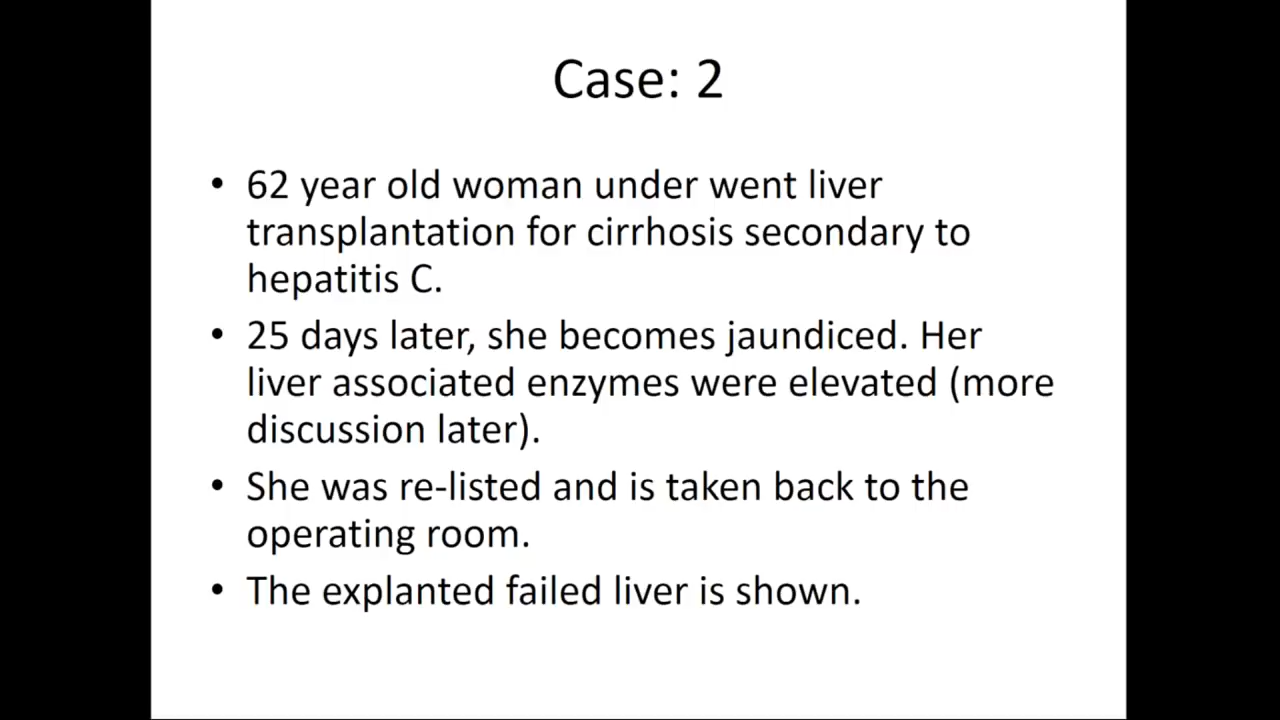 Case: 2
• 62 year old woman under went liver
transplantation for cirrhosis secondary to
hepatitis C.
• 25 days later, she becomes jaundiced. Her
liver associated enzymes were elevated (more
discussion later).
• She was re-listed and is taken back to the
operating room.
• The explanted failed liver is shown.